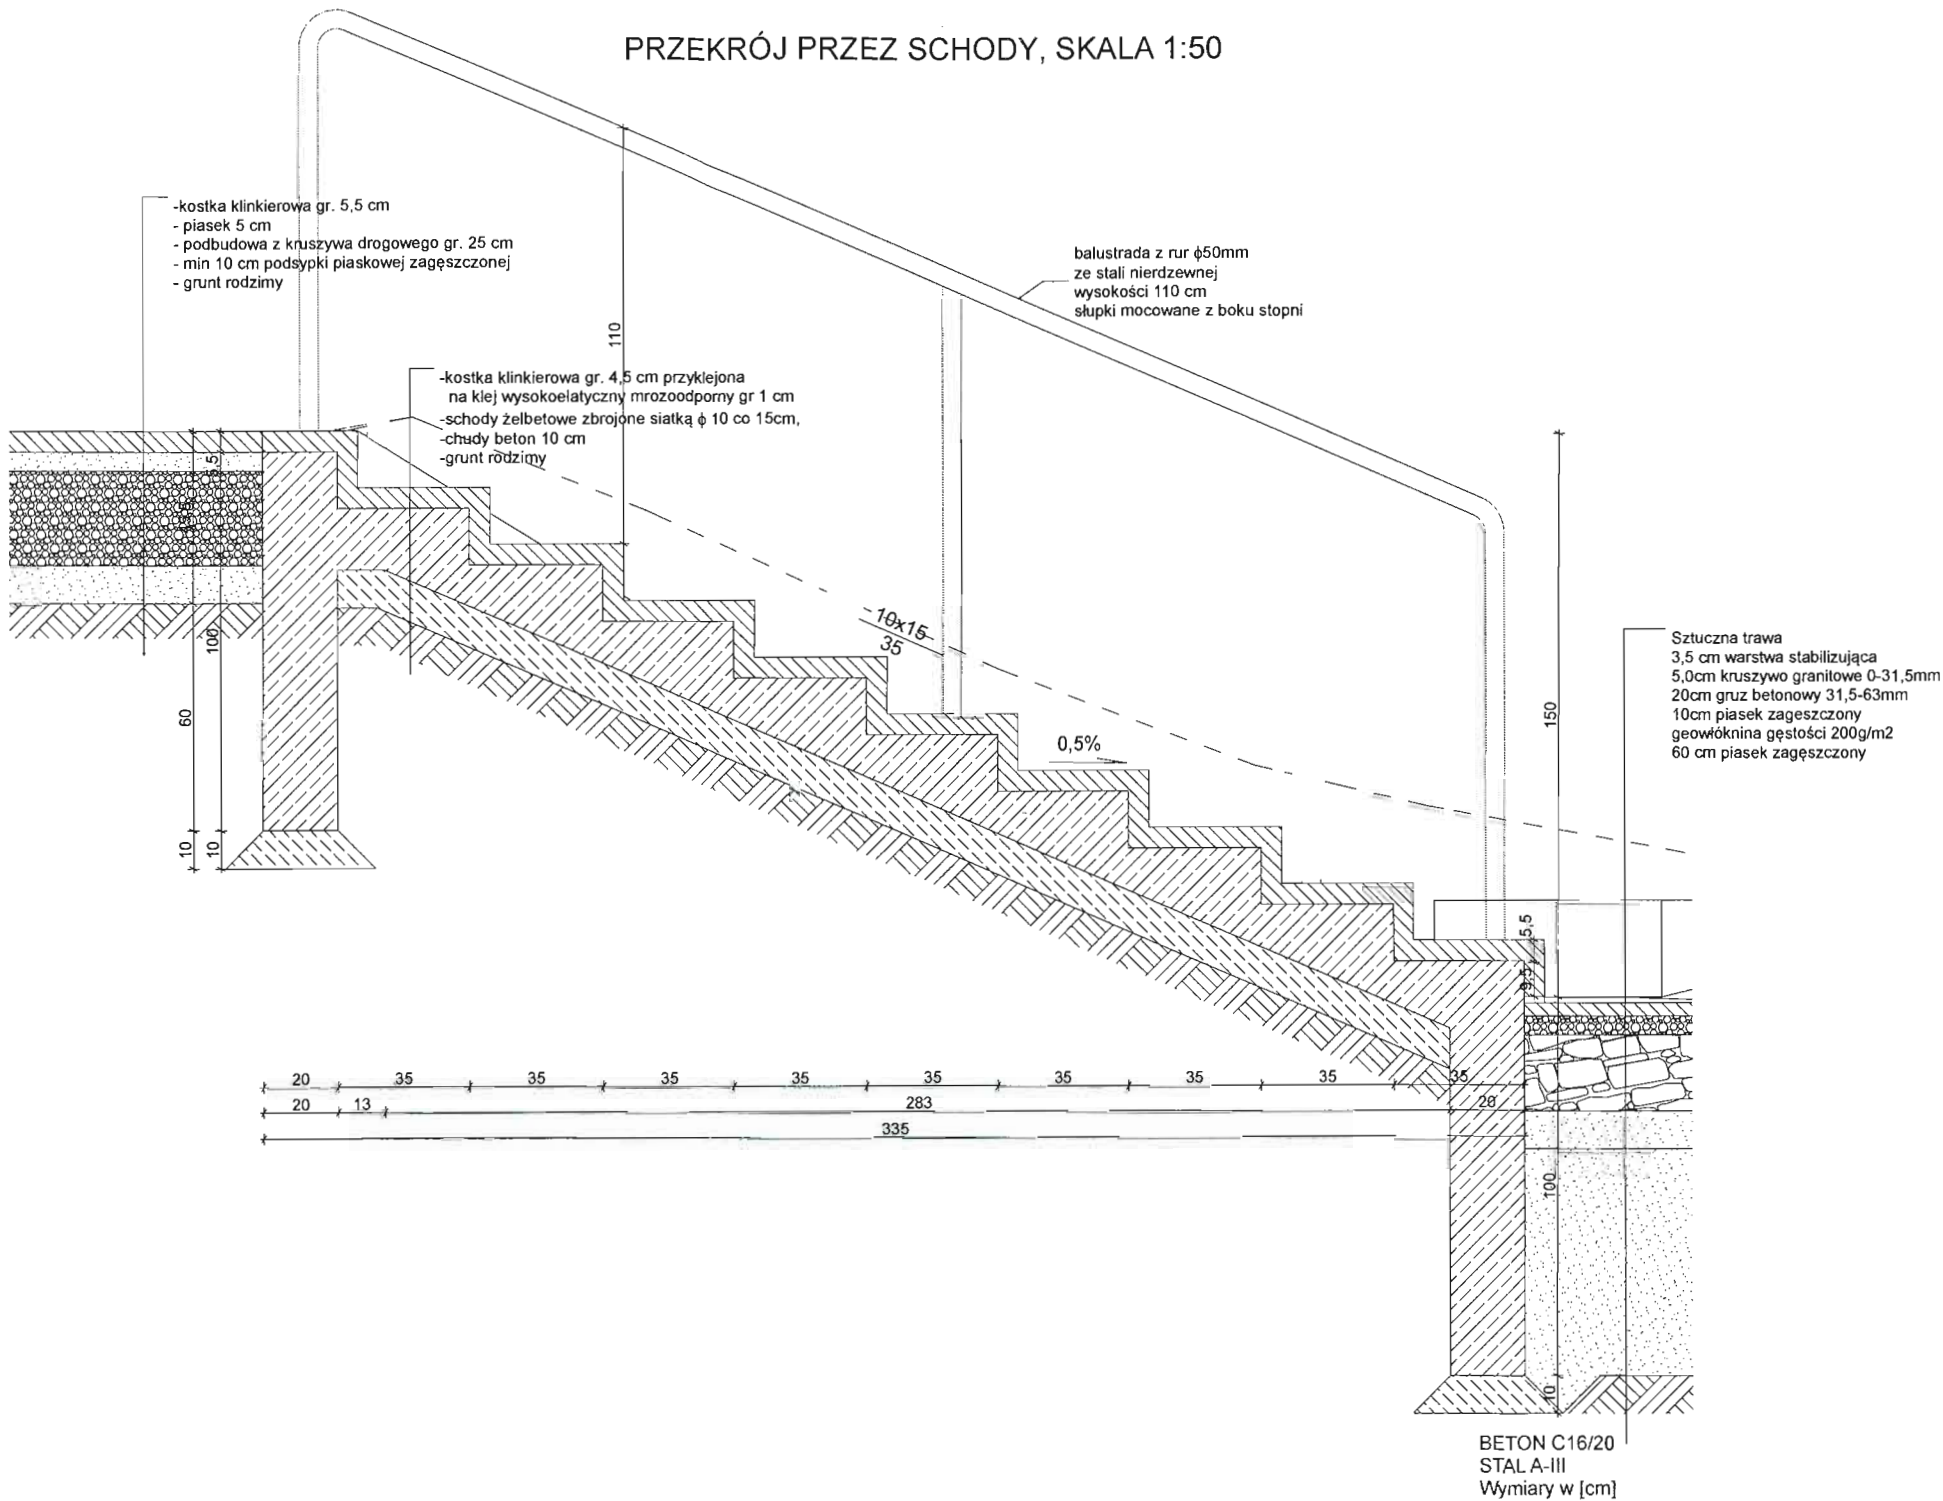 PRZEKRÓJ PRZEZ SCHODY, SKALA 1:50
-kostka klinkierowa gr. 5,5 cm
- piasek 5 cm
- podbudowa z kruszywa drogowego gr. 25 cm
- min 10 cm podsypki piaskowej zagęszczonej
- grunt rodzimy
balustrada z rur ϕ50mm
ze stali nierdzewnej
wysokości 110 cm
słupki mocowane z boku stopni
110
-kostka klinkierowa gr. 4,5 cm przyklejona
na klej wysokoelatyczny mrozoodporny gr 1 cm
-schody żelbetowe zbrojone siatką ϕ 10 co 15cm,
-chudy beton 10 cm
-grunt rodzimy
5,5
100
60
10
10
10x15
35
0,5%
150
Sztuczna trawa
3,5 cm warstwa stabilizująca
5,0cm kruszywo granitowe 0-31,5mm
20cm gruz betonowy 31,5-63mm
10cm piasek zageszczony
geowłóknina gęstości 200g/m2
60 cm piasek zagęszczony
5,5
9,5
20 35 35 35 35 35 35 35 35 35
20 13 283 20
335
100
10
BETON C16/20
STAL A-III
Wymiary w [cm]